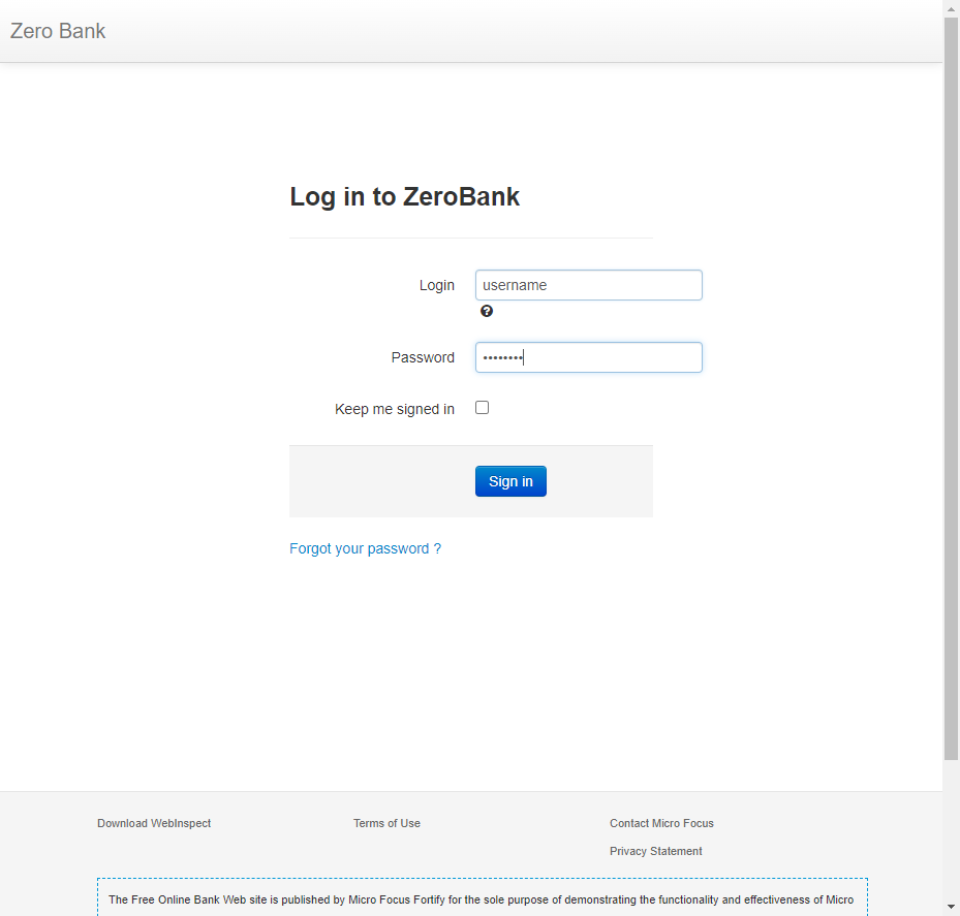 Zero Bank
Log in to ZeroBank
Login
username
Password
••••••••
Keep me signed in
Sign in
Forgot your password ?
Download WebInspect
Terms of Use
Contact Micro Focus
Privacy Statement
The Free Online Bank Web site is published by Micro Focus Fortify for the sole purpose of demonstrating the functionality and effectiveness of Micro